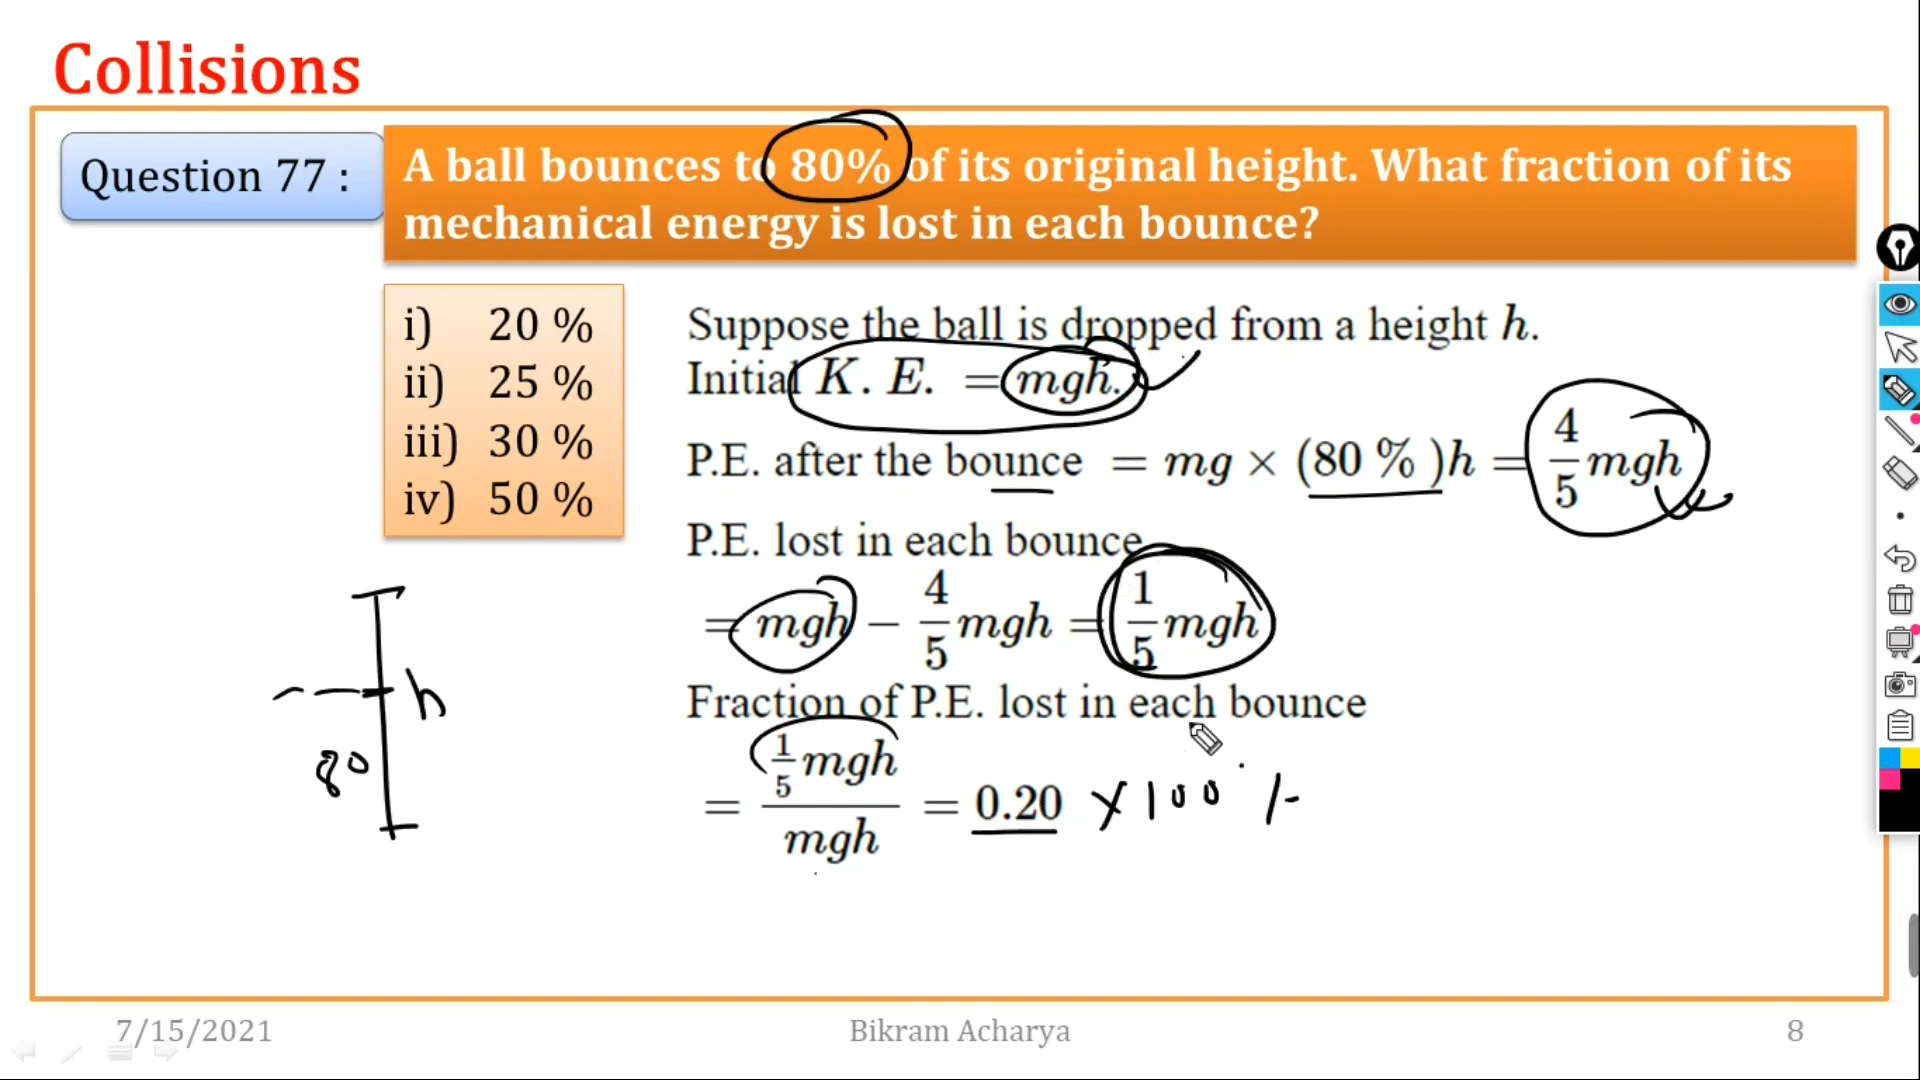 Collisions
Question 77 :
A ball bounces to 80% of its original height. What fraction of its
mechanical energy is lost in each bounce?
i) 20 %
ii) 25 %
iii) 30 %
iv) 50 %
Suppose the ball is dropped from a height h.
Initial K. E. = mgh.
P.E. after the bounce = mg × (80 % )h = 4/5 mgh
P.E. lost in each bounce
= mgh − 4/5 mgh = 1/5 mgh
Fraction of P.E. lost in each bounce
= 1/5 mgh / mgh = 0.20 × 100 %
h
80
7/15/2021
Bikram Acharya
8